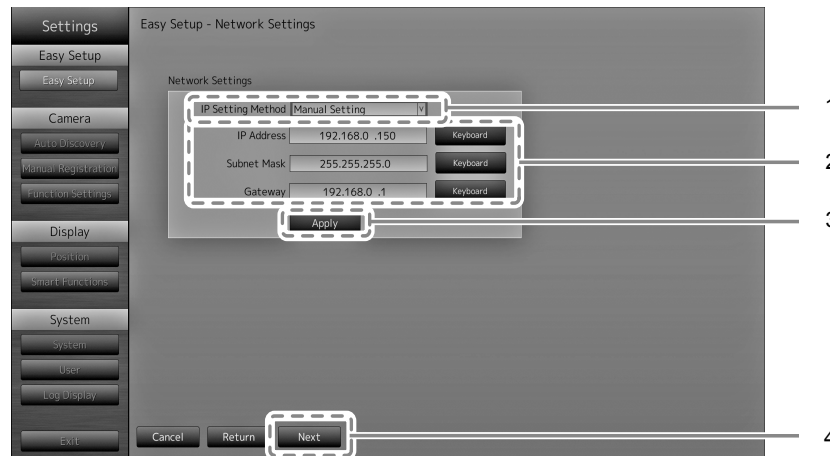 Settings
Easy Setup
Easy Setup
Camera
Auto Discovery
Manual Registration
Function Settings
Display
Position
Smart Functions
System
System
User
Log Display
Exit
Easy Setup - Network Settings
Network Settings
IP Setting Method Manual Setting
IP Address 192.168.0 .150 Keyboard
Subnet Mask 255.255.255.0 Keyboard
Gateway 192.168.0 .1 Keyboard
Apply
Cancel Return Next
1
2
3
4